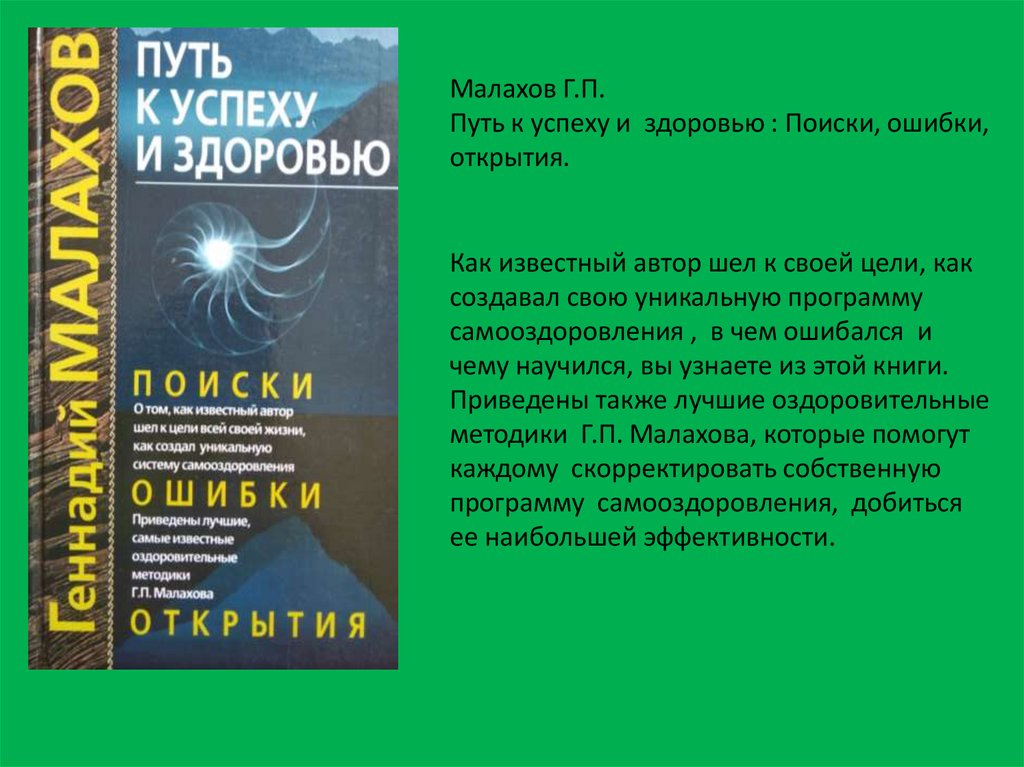 Геннадий МАЛАХОВ
ПУТЬ
К УСПЕХУ
И ЗДОРОВЬЮ
ПОИСКИ
О том, как известный автор
шел к цели всей своей жизни,
как создал уникальную
систему самооздоровления
ОШИБКИ
Приведены лучшие,
самые известные
оздоровительные
методики
Г.П. Малахова
ОТКРЫТИЯ
Малахов Г.П.
Путь к успеху и здоровью : Поиски, ошибки,
открытия.
Как известный автор шел к своей цели, как
создавал свою уникальную программу
самооздоровления , в чем ошибался и
чему научился, вы узнаете из этой книги.
Приведены также лучшие оздоровительные
методики Г.П. Малахова, которые помогут
каждому скорректировать собственную
программу самооздоровления, добиться
ее наибольшей эффективности.